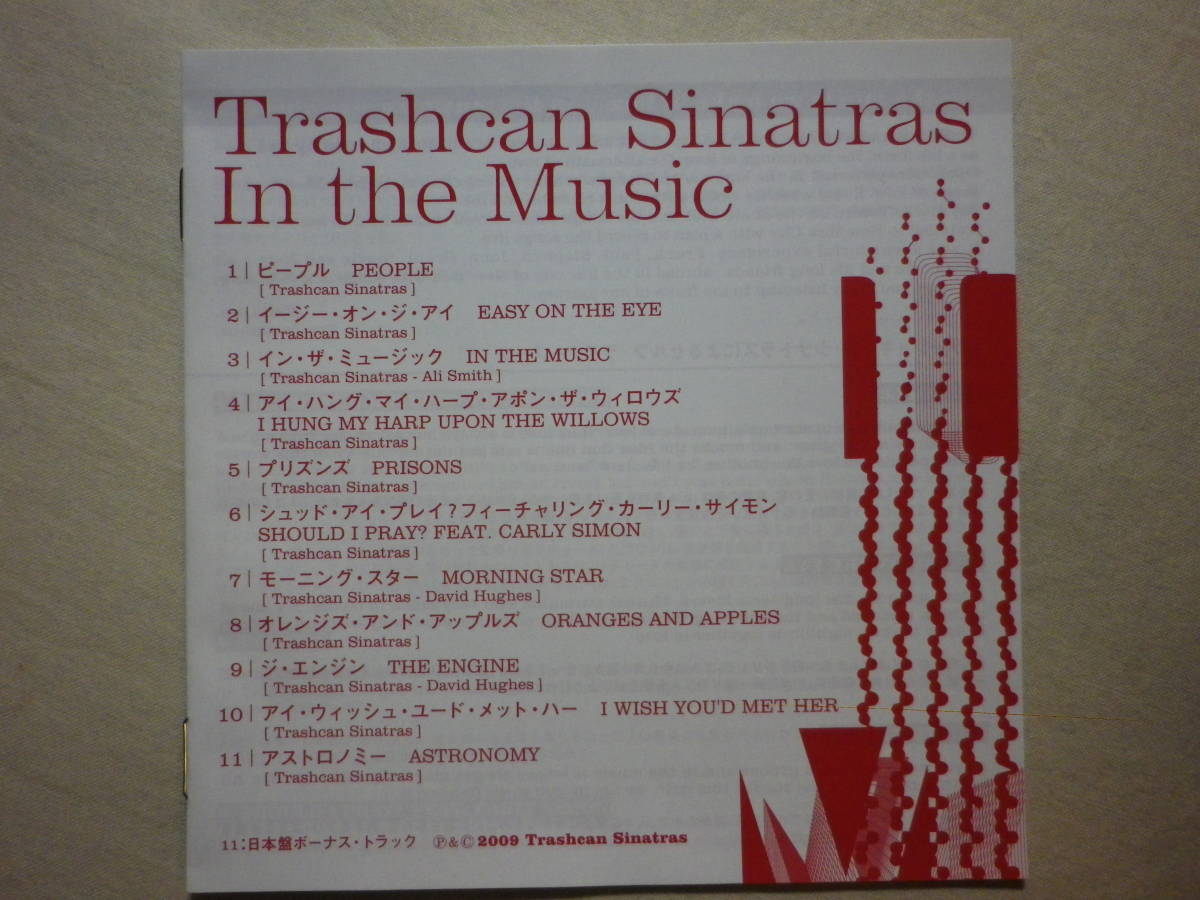 Trashcan Sinatras
In the Music
1 | ピープル PEOPLE
[ Trashcan Sinatras ]
2 | イージー・オン・ジ・アイ EASY ON THE EYE
[ Trashcan Sinatras ]
3 | イン・ザ・ミュージック IN THE MUSIC
[ Trashcan Sinatras - Ali Smith ]
4 | アイ・ハング・マイ・ハープ・アポン・ザ・ウィロウズ
I HUNG MY HARP UPON THE WILLOWS
[ Trashcan Sinatras ]
5 | プリズンズ PRISONS
[ Trashcan Sinatras ]
6 | シュッド・アイ・プレイ？フィーチャリング・カーリー・サイモン
SHOULD I PRAY? FEAT. CARLY SIMON
[ Trashcan Sinatras ]
7 | モーニング・スター MORNING STAR
[ Trashcan Sinatras - David Hughes ]
8 | オレンジズ・アンド・アップルズ ORANGES AND APPLES
[ Trashcan Sinatras ]
9 | ジ・エンジン THE ENGINE
[ Trashcan Sinatras - David Hughes ]
10 | アイ・ウィッシュ・ユード・メット・ハー I WISH YOU'D MET HER
[ Trashcan Sinatras ]
11 | アストロノミー ASTRONOMY
[ Trashcan Sinatras ]
11：日本盤ボーナス・トラック Ⓟ&Ⓒ 2009 Trashcan Sinatras